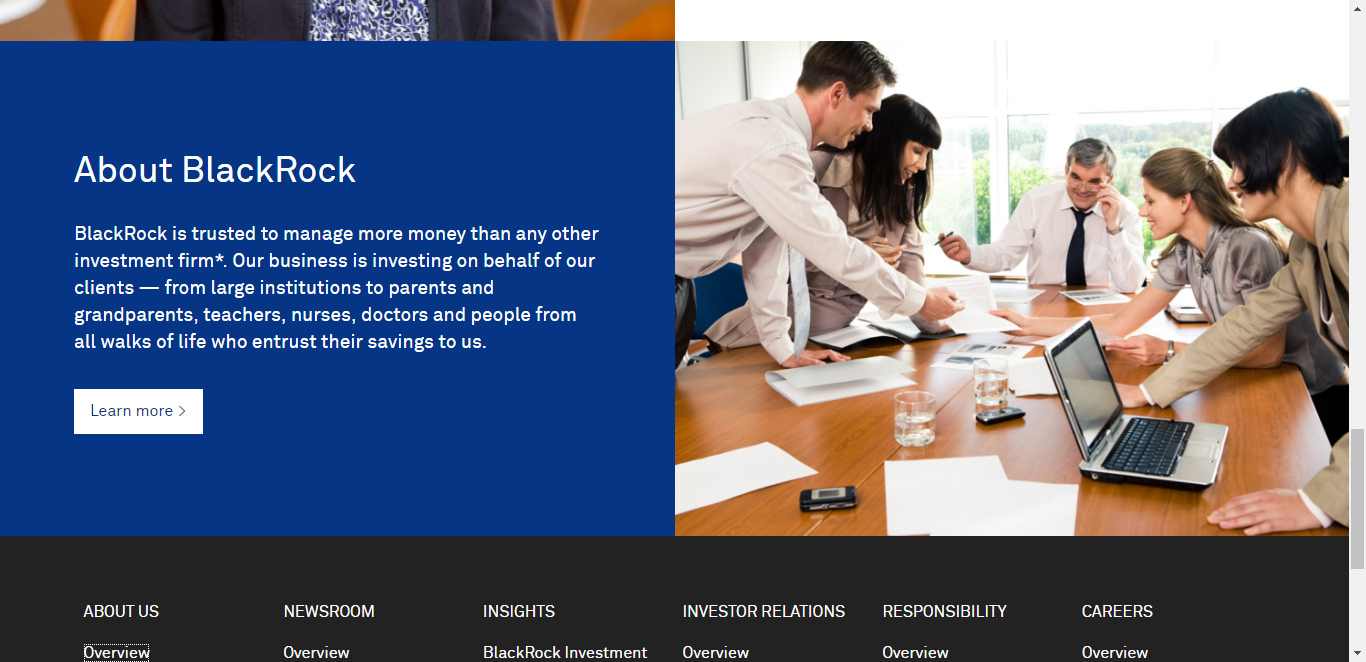 About BlackRock
BlackRock is trusted to manage more money than any other
investment firm*. Our business is investing on behalf of our
clients — from large institutions to parents and
grandparents, teachers, nurses, doctors and people from
all walks of life who entrust their savings to us.
Learn more >
ABOUT US
NEWSROOM
INSIGHTS
INVESTOR RELATIONS
RESPONSIBILITY
CAREERS
Overview
Overview
BlackRock Investment
Overview
Overview
Overview